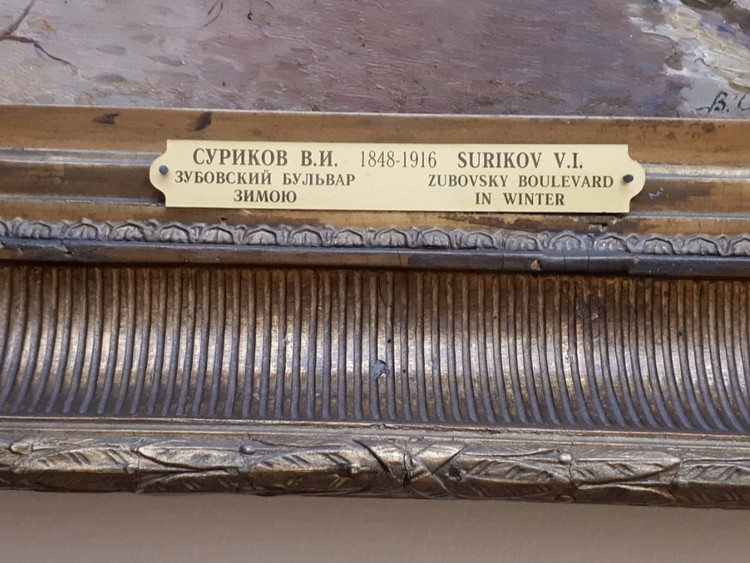 СУРИКОВ В.И. 1848-1916 SURIKOV V.I.
ЗУБОВСКИЙ БУЛЬВАР ZUBOVSKY BOULEVARD
ЗИМОЮ IN WINTER